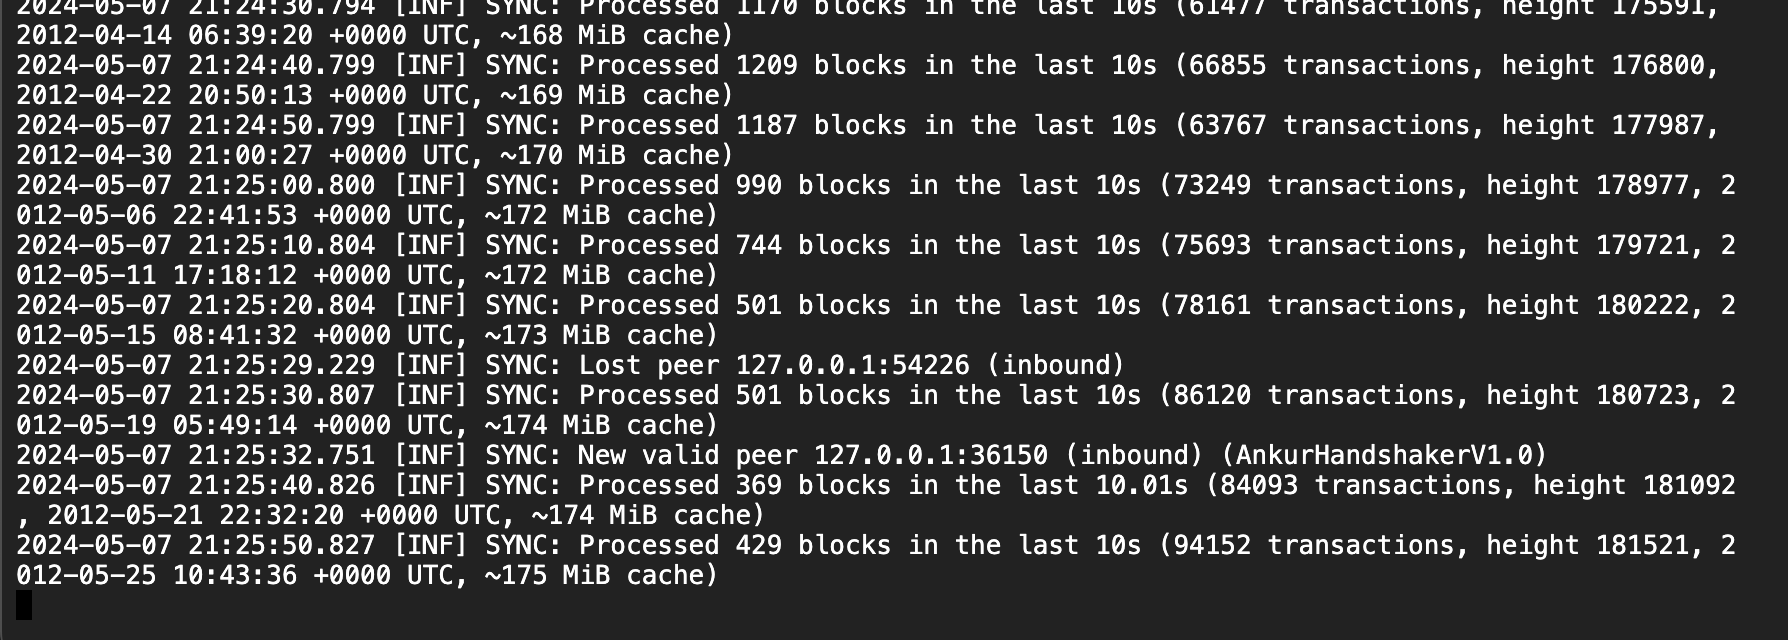 2024-05-07 21:24:30.794 [INF] SYNC: Processed 1170 blocks in the last 10s (61477 transactions, height 175591,
2012-04-14 06:39:20 +0000 UTC, ~168 MiB cache)
2024-05-07 21:24:40.799 [INF] SYNC: Processed 1209 blocks in the last 10s (66855 transactions, height 176800,
2012-04-22 20:50:13 +0000 UTC, ~169 MiB cache)
2024-05-07 21:24:50.799 [INF] SYNC: Processed 1187 blocks in the last 10s (63767 transactions, height 177987,
2012-04-30 21:00:27 +0000 UTC, ~170 MiB cache)
2024-05-07 21:25:00.800 [INF] SYNC: Processed 990 blocks in the last 10s (73249 transactions, height 178977, 2
012-05-06 22:41:53 +0000 UTC, ~172 MiB cache)
2024-05-07 21:25:10.804 [INF] SYNC: Processed 744 blocks in the last 10s (75693 transactions, height 179721, 2
012-05-11 17:18:12 +0000 UTC, ~172 MiB cache)
2024-05-07 21:25:20.804 [INF] SYNC: Processed 501 blocks in the last 10s (78161 transactions, height 180222, 2
012-05-15 08:41:32 +0000 UTC, ~173 MiB cache)
2024-05-07 21:25:29.229 [INF] SYNC: Lost peer 127.0.0.1:54226 (inbound)
2024-05-07 21:25:30.807 [INF] SYNC: Processed 501 blocks in the last 10s (86120 transactions, height 180723, 2
012-05-19 05:49:14 +0000 UTC, ~174 MiB cache)
2024-05-07 21:25:32.751 [INF] SYNC: New valid peer 127.0.0.1:36150 (inbound) (AnkurHandshakerV1.0)
2024-05-07 21:25:40.826 [INF] SYNC: Processed 369 blocks in the last 10.01s (84093 transactions, height 181092
, 2012-05-21 22:32:20 +0000 UTC, ~174 MiB cache)
2024-05-07 21:25:50.827 [INF] SYNC: Processed 429 blocks in the last 10s (94152 transactions, height 181521, 2
012-05-25 10:43:36 +0000 UTC, ~175 MiB cache)